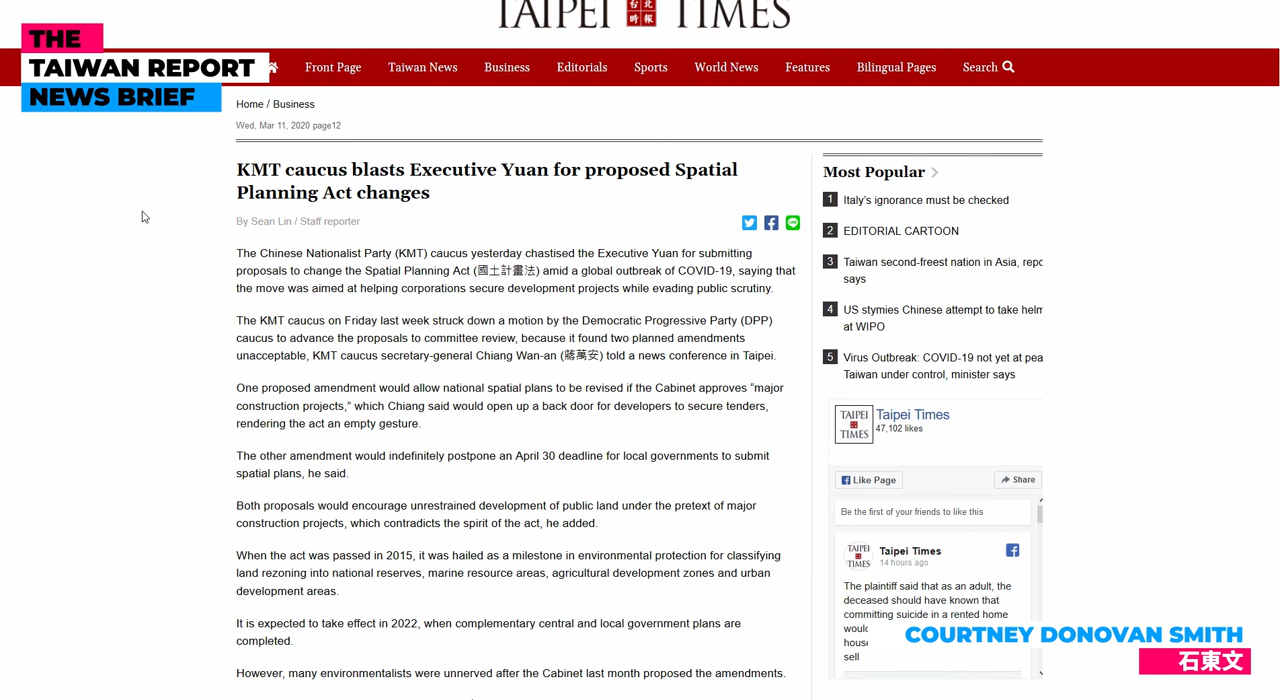 TAIPEI 台北時報 TIMES
THE
TAIWAN REPORT
NEWS BRIEF
Front Page Taiwan News Business Editorials Sports World News Features Bilingual Pages Search
Home / Business
Wed, Mar 11, 2020 page12
KMT caucus blasts Executive Yuan for proposed Spatial
Planning Act changes
By Sean Lin / Staff reporter
The Chinese Nationalist Party (KMT) caucus yesterday chastised the Executive Yuan for submitting
proposals to change the Spatial Planning Act (國土計畫法) amid a global outbreak of COVID-19, saying that
the move was aimed at helping corporations secure development projects while evading public scrutiny.
The KMT caucus on Friday last week struck down a motion by the Democratic Progressive Party (DPP)
caucus to advance the proposals to committee review, because it found two planned amendments
unacceptable, KMT caucus secretary-general Chiang Wan-an (蔣萬安) told a news conference in Taipei.
One proposed amendment would allow national spatial plans to be revised if the Cabinet approves “major
construction projects,” which Chiang said would open up a back door for developers to secure tenders,
rendering the act an empty gesture.
The other amendment would indefinitely postpone an April 30 deadline for local governments to submit
spatial plans, he said.
Both proposals would encourage unrestrained development of public land under the pretext of major
construction projects, which contradicts the spirit of the act, he added.
When the act was passed in 2015, it was hailed as a milestone in environmental protection for classifying
land rezoning into national reserves, marine resource areas, agricultural development zones and urban
development areas.
It is expected to take effect in 2022, when complementary central and local government plans are
completed.
However, many environmentalists were unnerved after the Cabinet last month proposed the amendments.
Most Popular
1 Italy’s ignorance must be checked
2 EDITORIAL CARTOON
3 Taiwan second-freest nation in Asia, repo
says
4 US stymies Chinese attempt to take helm
at WIPO
5 Virus Outbreak: COVID-19 not yet at pea
Taiwan under control, minister says
TAIPEI
TIMES
Taipei Times
47,102 likes
Like Page
Share
Be the first of your friends to like this
TAIPEI
TIMES
Taipei Times
14 hours ago
The plaintiff said that as an adult, the
deceased should have known that
committing suicide in a rented home
would
house
sell
COURTNEY DONOVAN SMITH
石東文